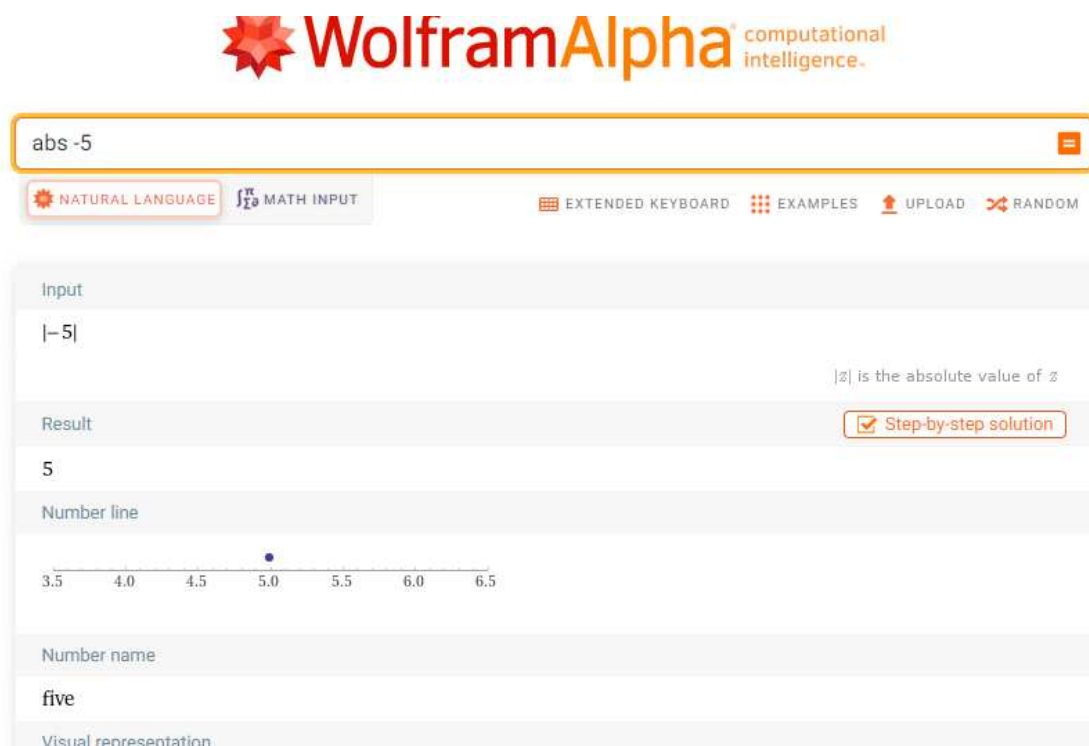 WolframAlpha computational intelligence.
abs -5
NATURAL LANGUAGE MATH INPUT EXTENDED KEYBOARD EXAMPLES UPLOAD RANDOM
Input
|−5|
|z| is the absolute value of z
Result Step-by-step solution
5
Number line
3.5 4.0 4.5 5.0 5.5 6.0 6.5
Number name
five
Visual representation